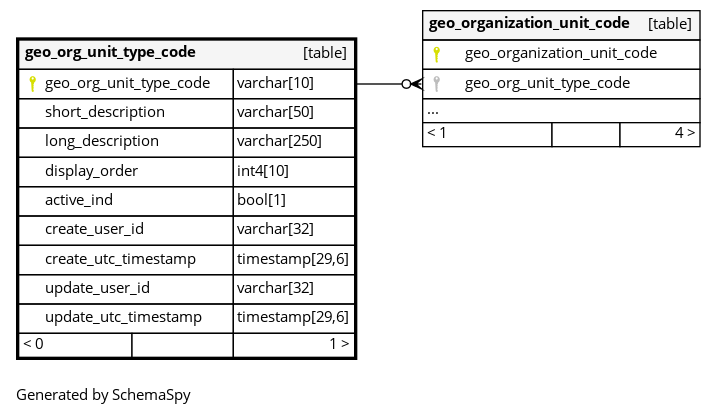 geo_org_unit_type_code [table]
geo_org_unit_type_code varchar[10]
short_description varchar[50]
long_description varchar[250]
display_order int4[10]
active_ind bool[1]
create_user_id varchar[32]
create_utc_timestamp timestamp[29,6]
update_user_id varchar[32]
update_utc_timestamp timestamp[29,6]
< 0 1 >
geo_organization_unit_code [table]
geo_organization_unit_code
geo_org_unit_type_code
...
< 1 4 >
Generated by SchemaSpy